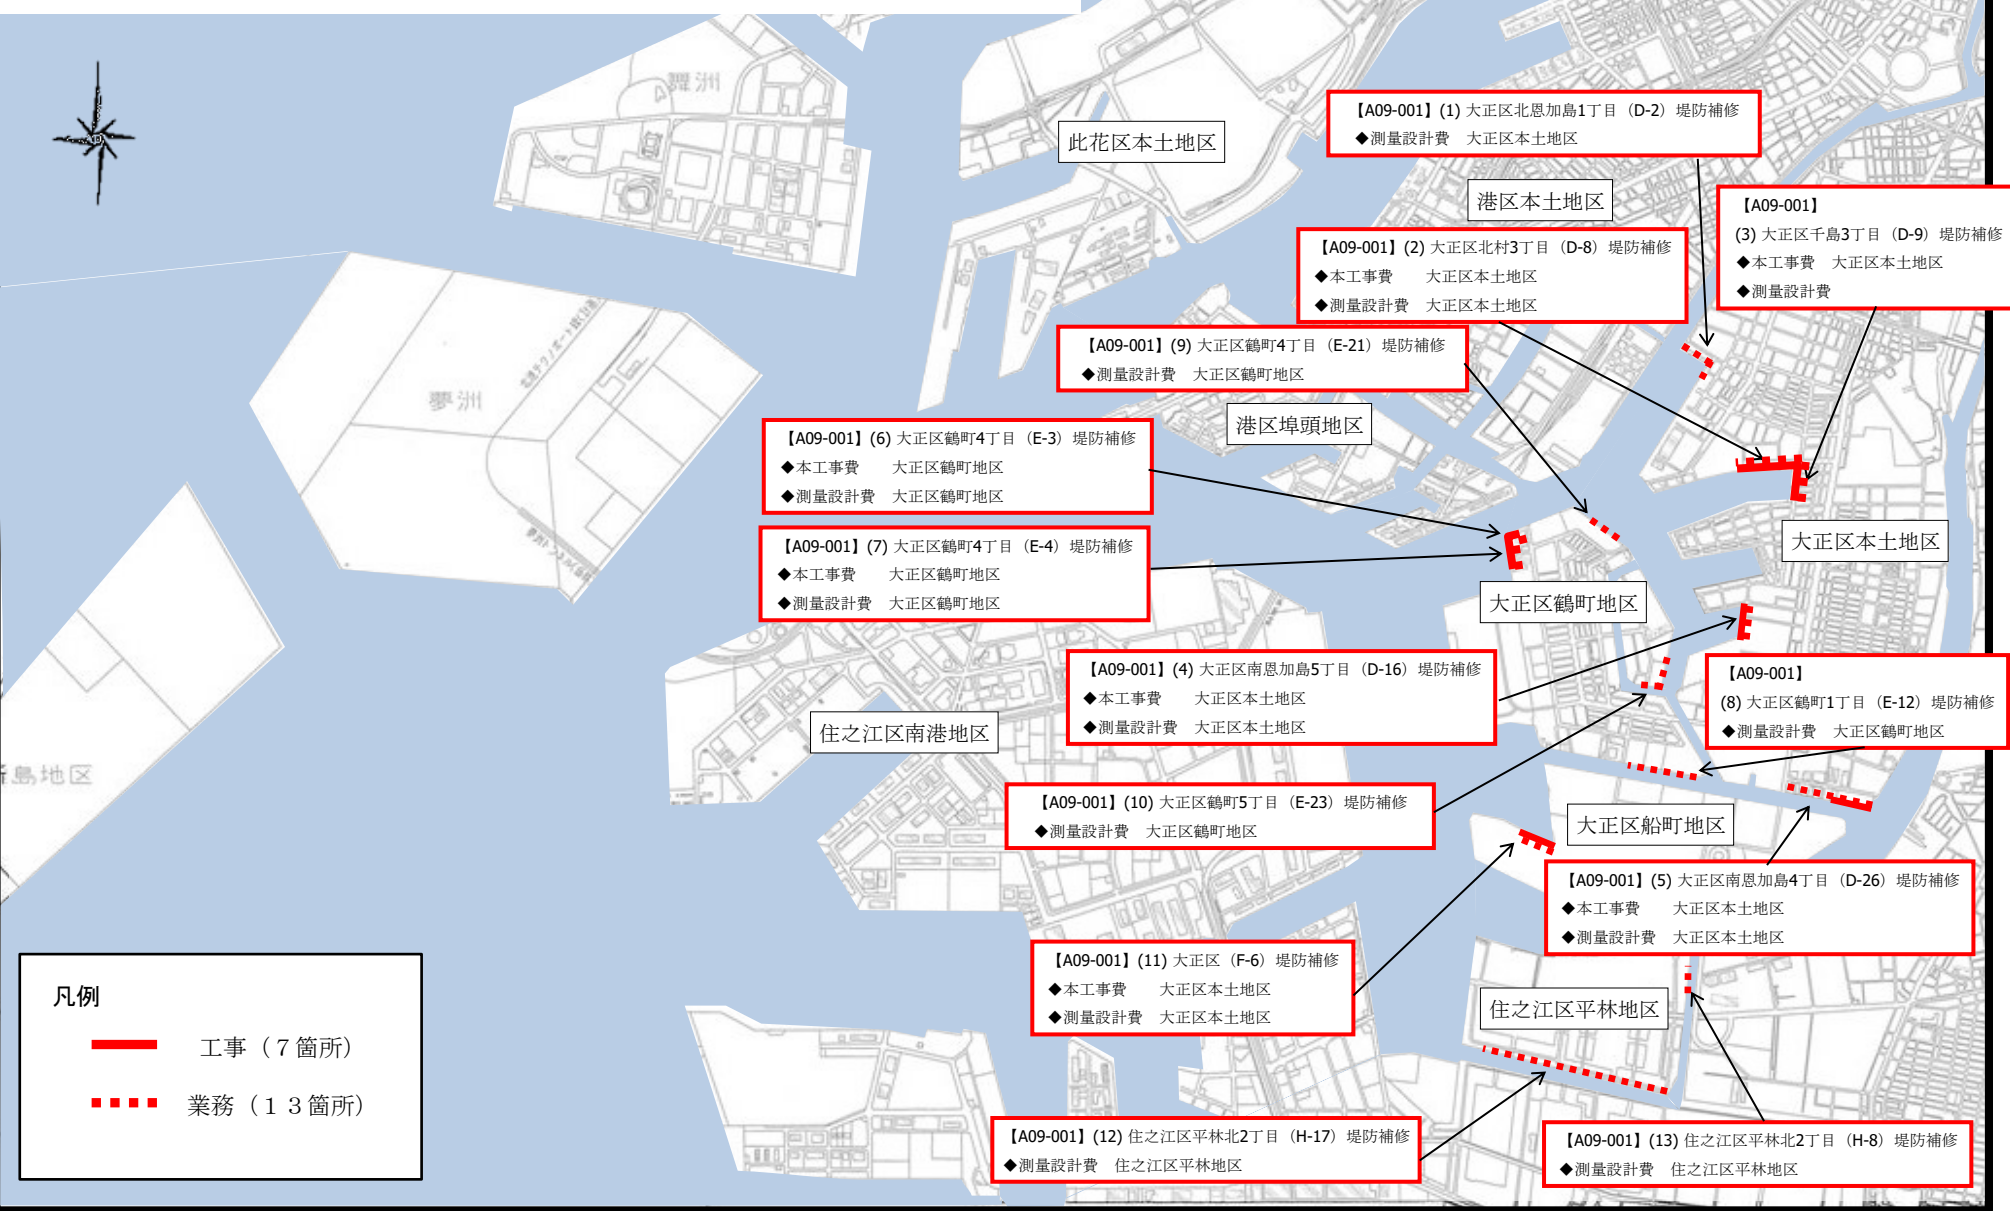 舞洲
此花区本土地区
【A09-001】(1) 大正区北恩加島1丁目（D-2）堤防補修
◆測量設計費　大正区本土地区
港区本土地区
【A09-001】
(3) 大正区千島3丁目（D-9）堤防補修
◆本工事費　大正区本土地区
◆測量設計費
【A09-001】(2) 大正区北村3丁目（D-8）堤防補修
◆本工事費　　大正区本土地区
◆測量設計費　大正区本土地区
【A09-001】(9) 大正区鶴町4丁目（E-21）堤防補修
◆測量設計費　大正区鶴町地区
夢洲
港区埠頭地区
【A09-001】(6) 大正区鶴町4丁目（E-3）堤防補修
◆本工事費　　大正区鶴町地区
◆測量設計費　大正区鶴町地区
【A09-001】(7) 大正区鶴町4丁目（E-4）堤防補修
◆本工事費　　大正区鶴町地区
◆測量設計費　大正区鶴町地区
大正区本土地区
大正区鶴町地区
【A09-001】(4) 大正区南恩加島5丁目（D-16）堤防補修
◆本工事費　　大正区本土地区
◆測量設計費　大正区本土地区
【A09-001】
(8) 大正区鶴町1丁目（E-12）堤防補修
◆測量設計費　大正区鶴町地区
住之江区南港地区
島地区
【A09-001】(10) 大正区鶴町5丁目（E-23）堤防補修
◆測量設計費　大正区鶴町地区
大正区船町地区
【A09-001】(5) 大正区南恩加島4丁目（D-26）堤防補修
◆本工事費　　大正区本土地区
◆測量設計費　大正区本土地区
【A09-001】(11) 大正区（F-6）堤防補修
◆本工事費　　大正区本土地区
◆測量設計費　大正区本土地区
住之江区平林地区
凡例
工事（７箇所）
業務（１３箇所）
【A09-001】(12) 住之江区平林北2丁目（H-17）堤防補修
◆測量設計費　住之江区平林地区
【A09-001】(13) 住之江区平林北2丁目（H-8）堤防補修
◆測量設計費　住之江区平林地区